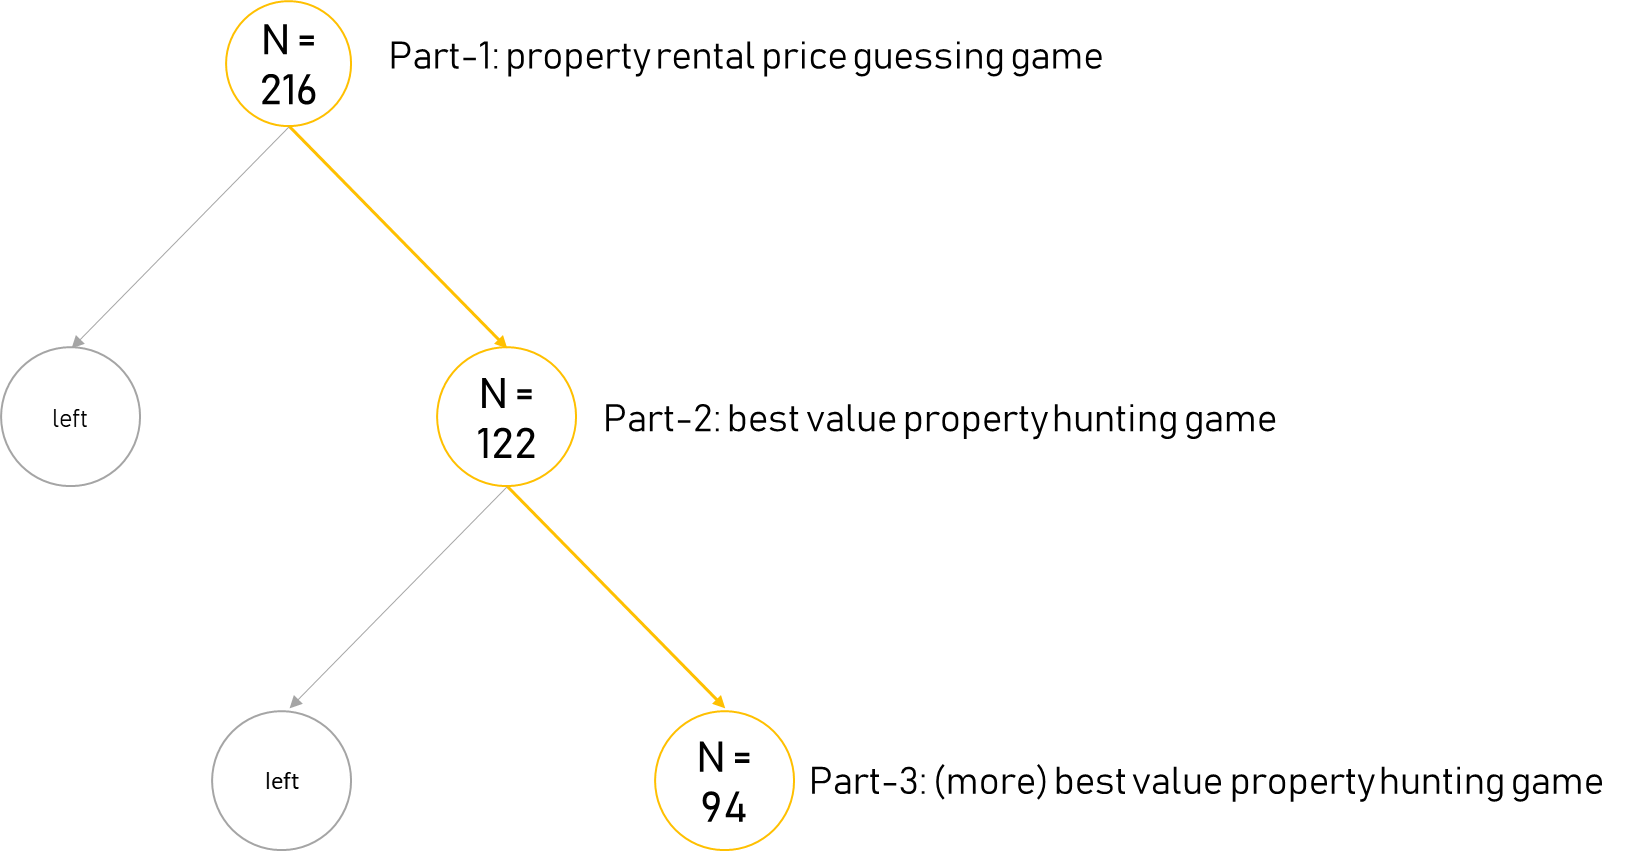 N =
216
Part-1: property rental price guessing game
left
N =
122
Part-2: best value property hunting game
left
N =
94
Part-3: (more) best value property hunting game